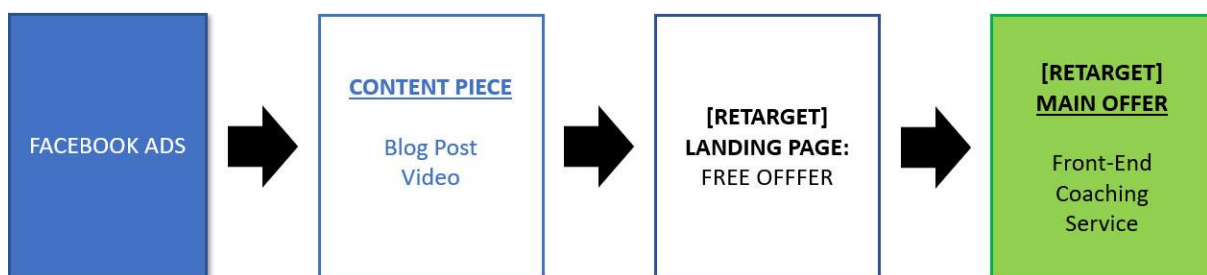 FACEBOOK ADS
CONTENT PIECE
Blog Post
Video
[RETARGET]
LANDING PAGE:
FREE OFFFER
[RETARGET]
MAIN OFFER
Front-End
Coaching
Service